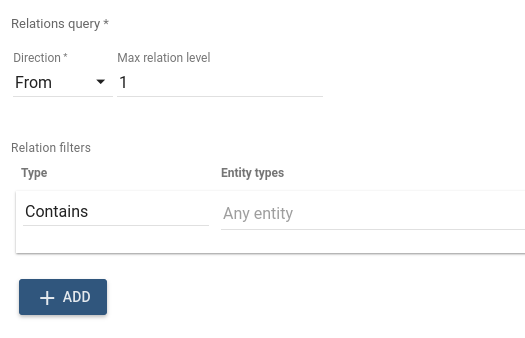 Relations query *
Direction * Max relation level
From 1
Relation filters
Type Entity types
Contains Any entity
+ ADD